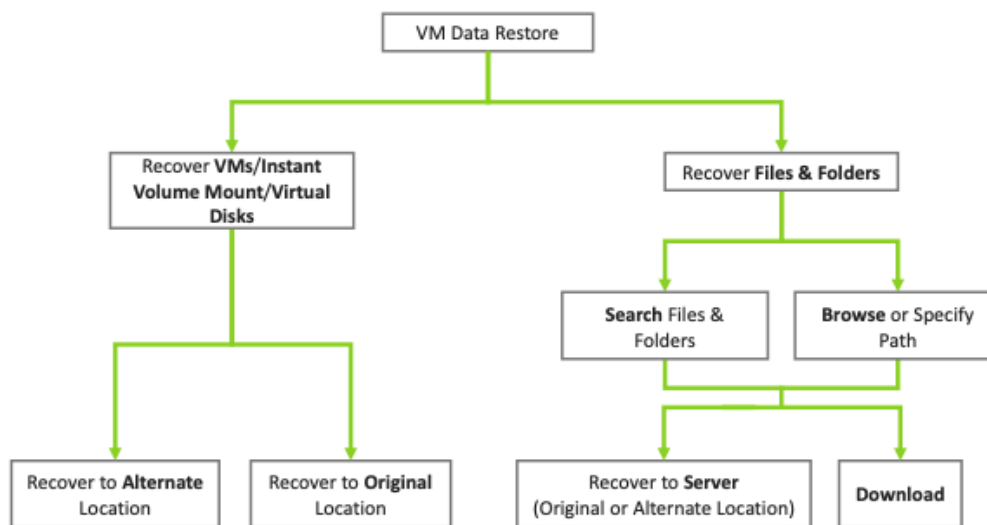 VM Data Restore
Recover VMs/Instant
Volume Mount/Virtual
Disks
Recover Files & Folders
Search Files &
Folders
Browse or Specify
Path
Recover to Alternate
Location
Recover to Original
Location
Recover to Server
(Original or Alternate Location)
Download